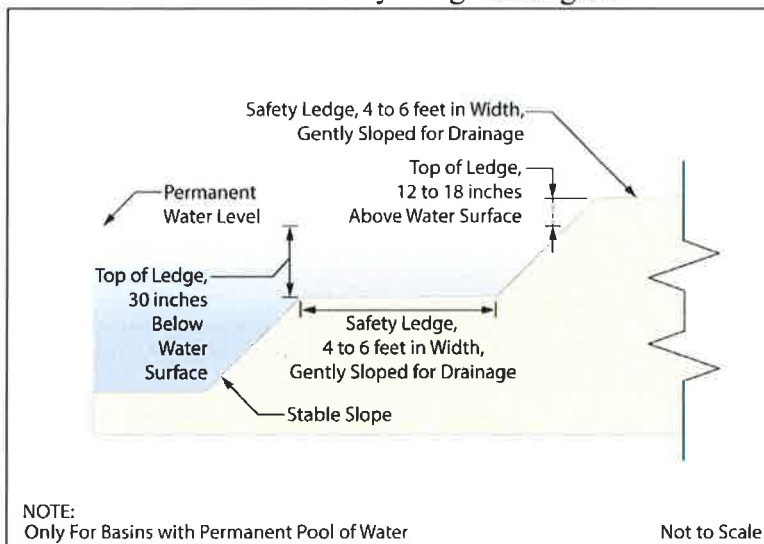 Safety Ledge, 4 to 6 feet in Width,
Gently Sloped for Drainage
Top of Ledge,
12 to 18 inches
Above Water Surface
Permanent
Water Level
Top of Ledge,
30 inches
Below
Water
Surface
Safety Ledge,
4 to 6 feet in Width,
Gently Sloped for Drainage
Stable Slope
NOTE:
Only For Basins with Permanent Pool of Water
Not to Scale